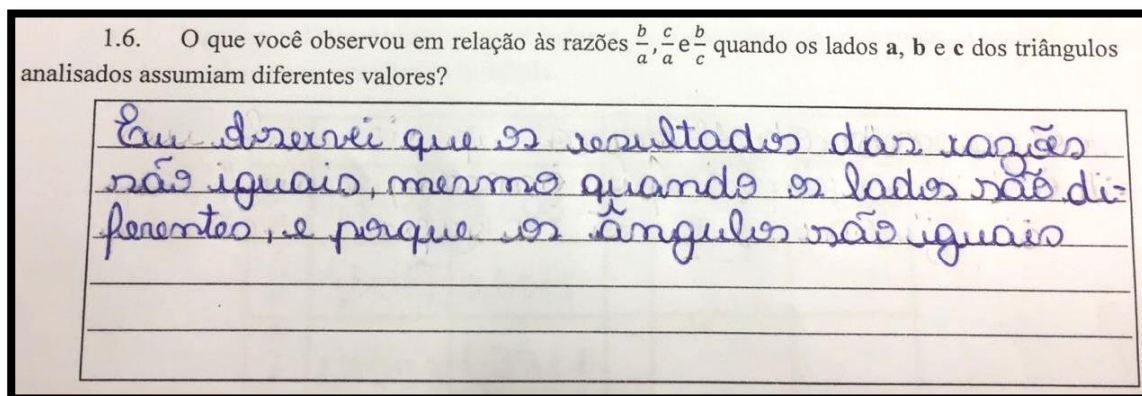 1.6. O que você observou em relação às razões b/a, c/a e b/c quando os lados a, b e c dos triângulos
analisados assumiam diferentes valores?
Eu observei que os resultados das razões
são iguais, mesmo quando os lados são di-
ferentes, e porque os ângulos são iguais